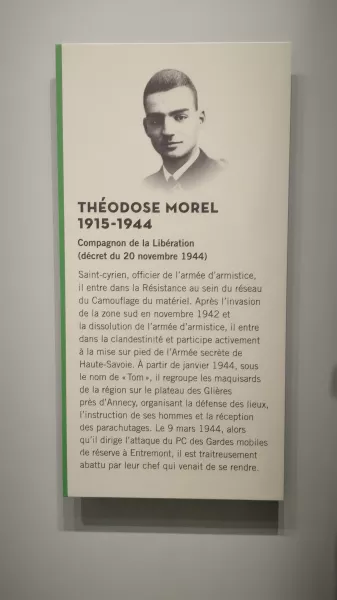 THÉODOSE MOREL
1915-1944
Compagnon de la Libération
(décret du 20 novembre 1944)
Saint-cyrien, officier de l'armée d'armistice,
il entre dans la Résistance au sein du réseau
du Camouflage du matériel. Après l'invasion
de la zone sud en novembre 1942 et
la dissolution de l'armée d'armistice, il entre
dans la clandestinité et participe activement
à la mise sur pied de l'Armée secrète de
Haute-Savoie. À partir de janvier 1944, sous
le nom de « Tom », il regroupe les maquisards
de la région sur le plateau des Glières
près d'Annecy, organisant la défense des lieux,
l'instruction de ses hommes et la réception
des parachutages. Le 9 mars 1944, alors
qu'il dirige l'attaque du PC des Gardes mobiles
de réserve à Entremont, il est traitreusement
abattu par leur chef qui venait de se rendre.